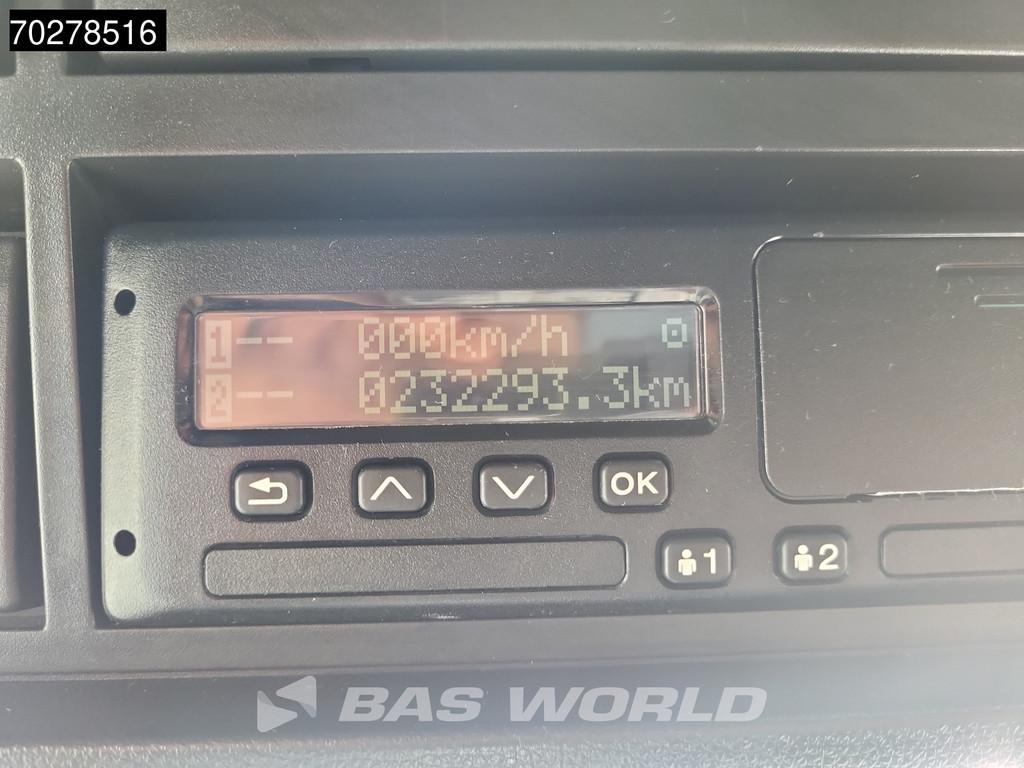 70278516
1 -- 000km/h
2 -- 0232293.3km
OK
1
2
BAS WORLD